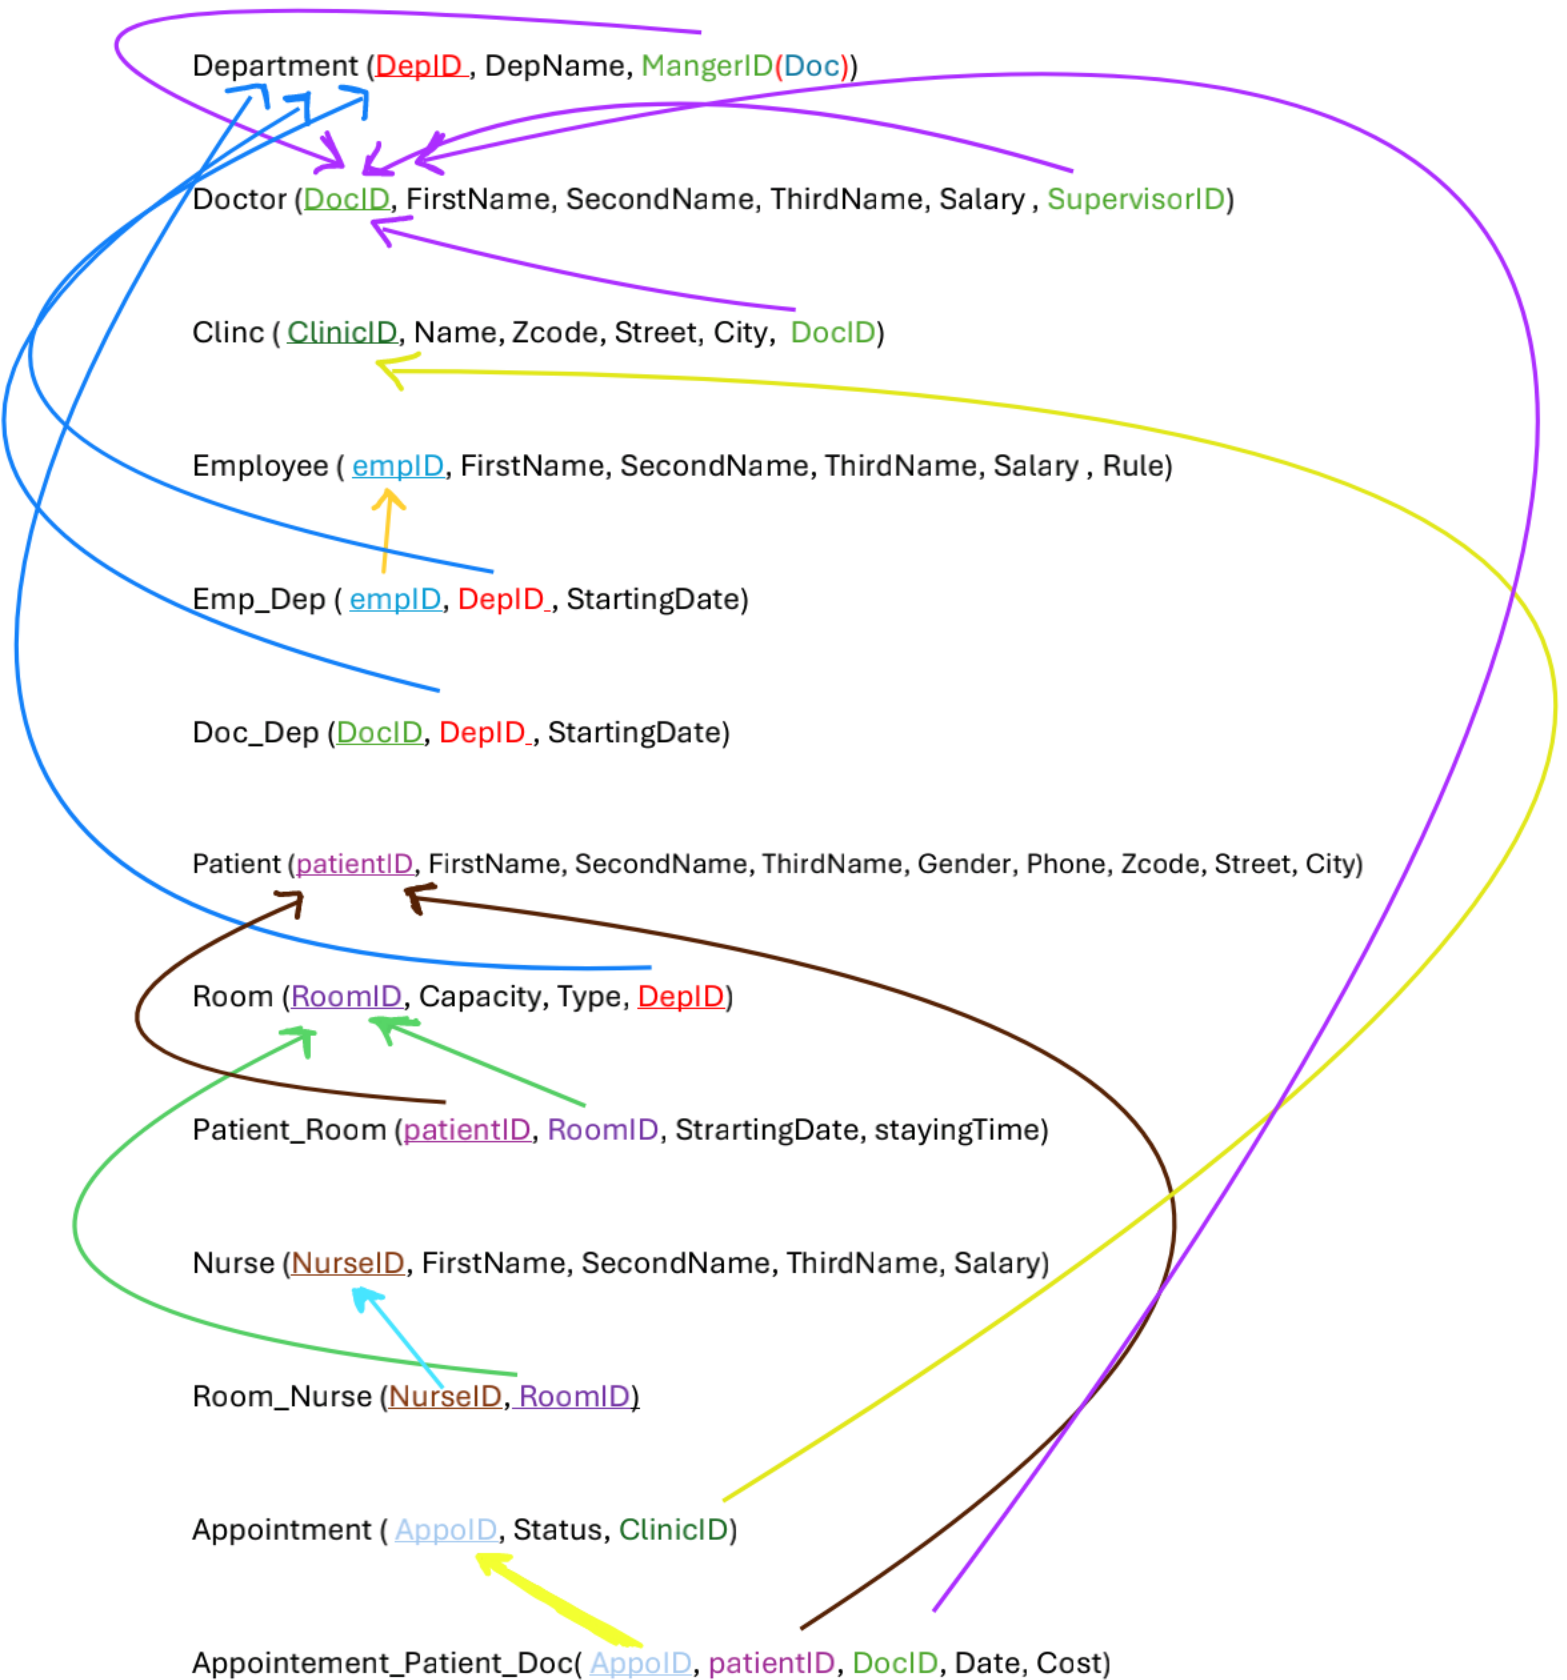 Department (DepID , DepName, MangerID(Doc))
Doctor (DocID, FirstName, SecondName, ThirdName, Salary , SupervisorID)
Clinc ( ClinicID, Name, Zcode, Street, City, DocID)
Employee ( empID, FirstName, SecondName, ThirdName, Salary , Rule)
Emp_Dep ( empID, DepID , StartingDate)
Doc_Dep (DocID, DepID , StartingDate)
Patient (patientID, FirstName, SecondName, ThirdName, Gender, Phone, Zcode, Street, City)
Room (RoomID, Capacity, Type, DepID)
Patient_Room (patientID, RoomID, StrartingDate, stayingTime)
Nurse (NurseID, FirstName, SecondName, ThirdName, Salary)
Room_Nurse (NurseID, RoomID)
Appointment ( AppoID, Status, ClinicID)
Appointement_Patient_Doc( AppoID, patientID, DocID, Date, Cost)